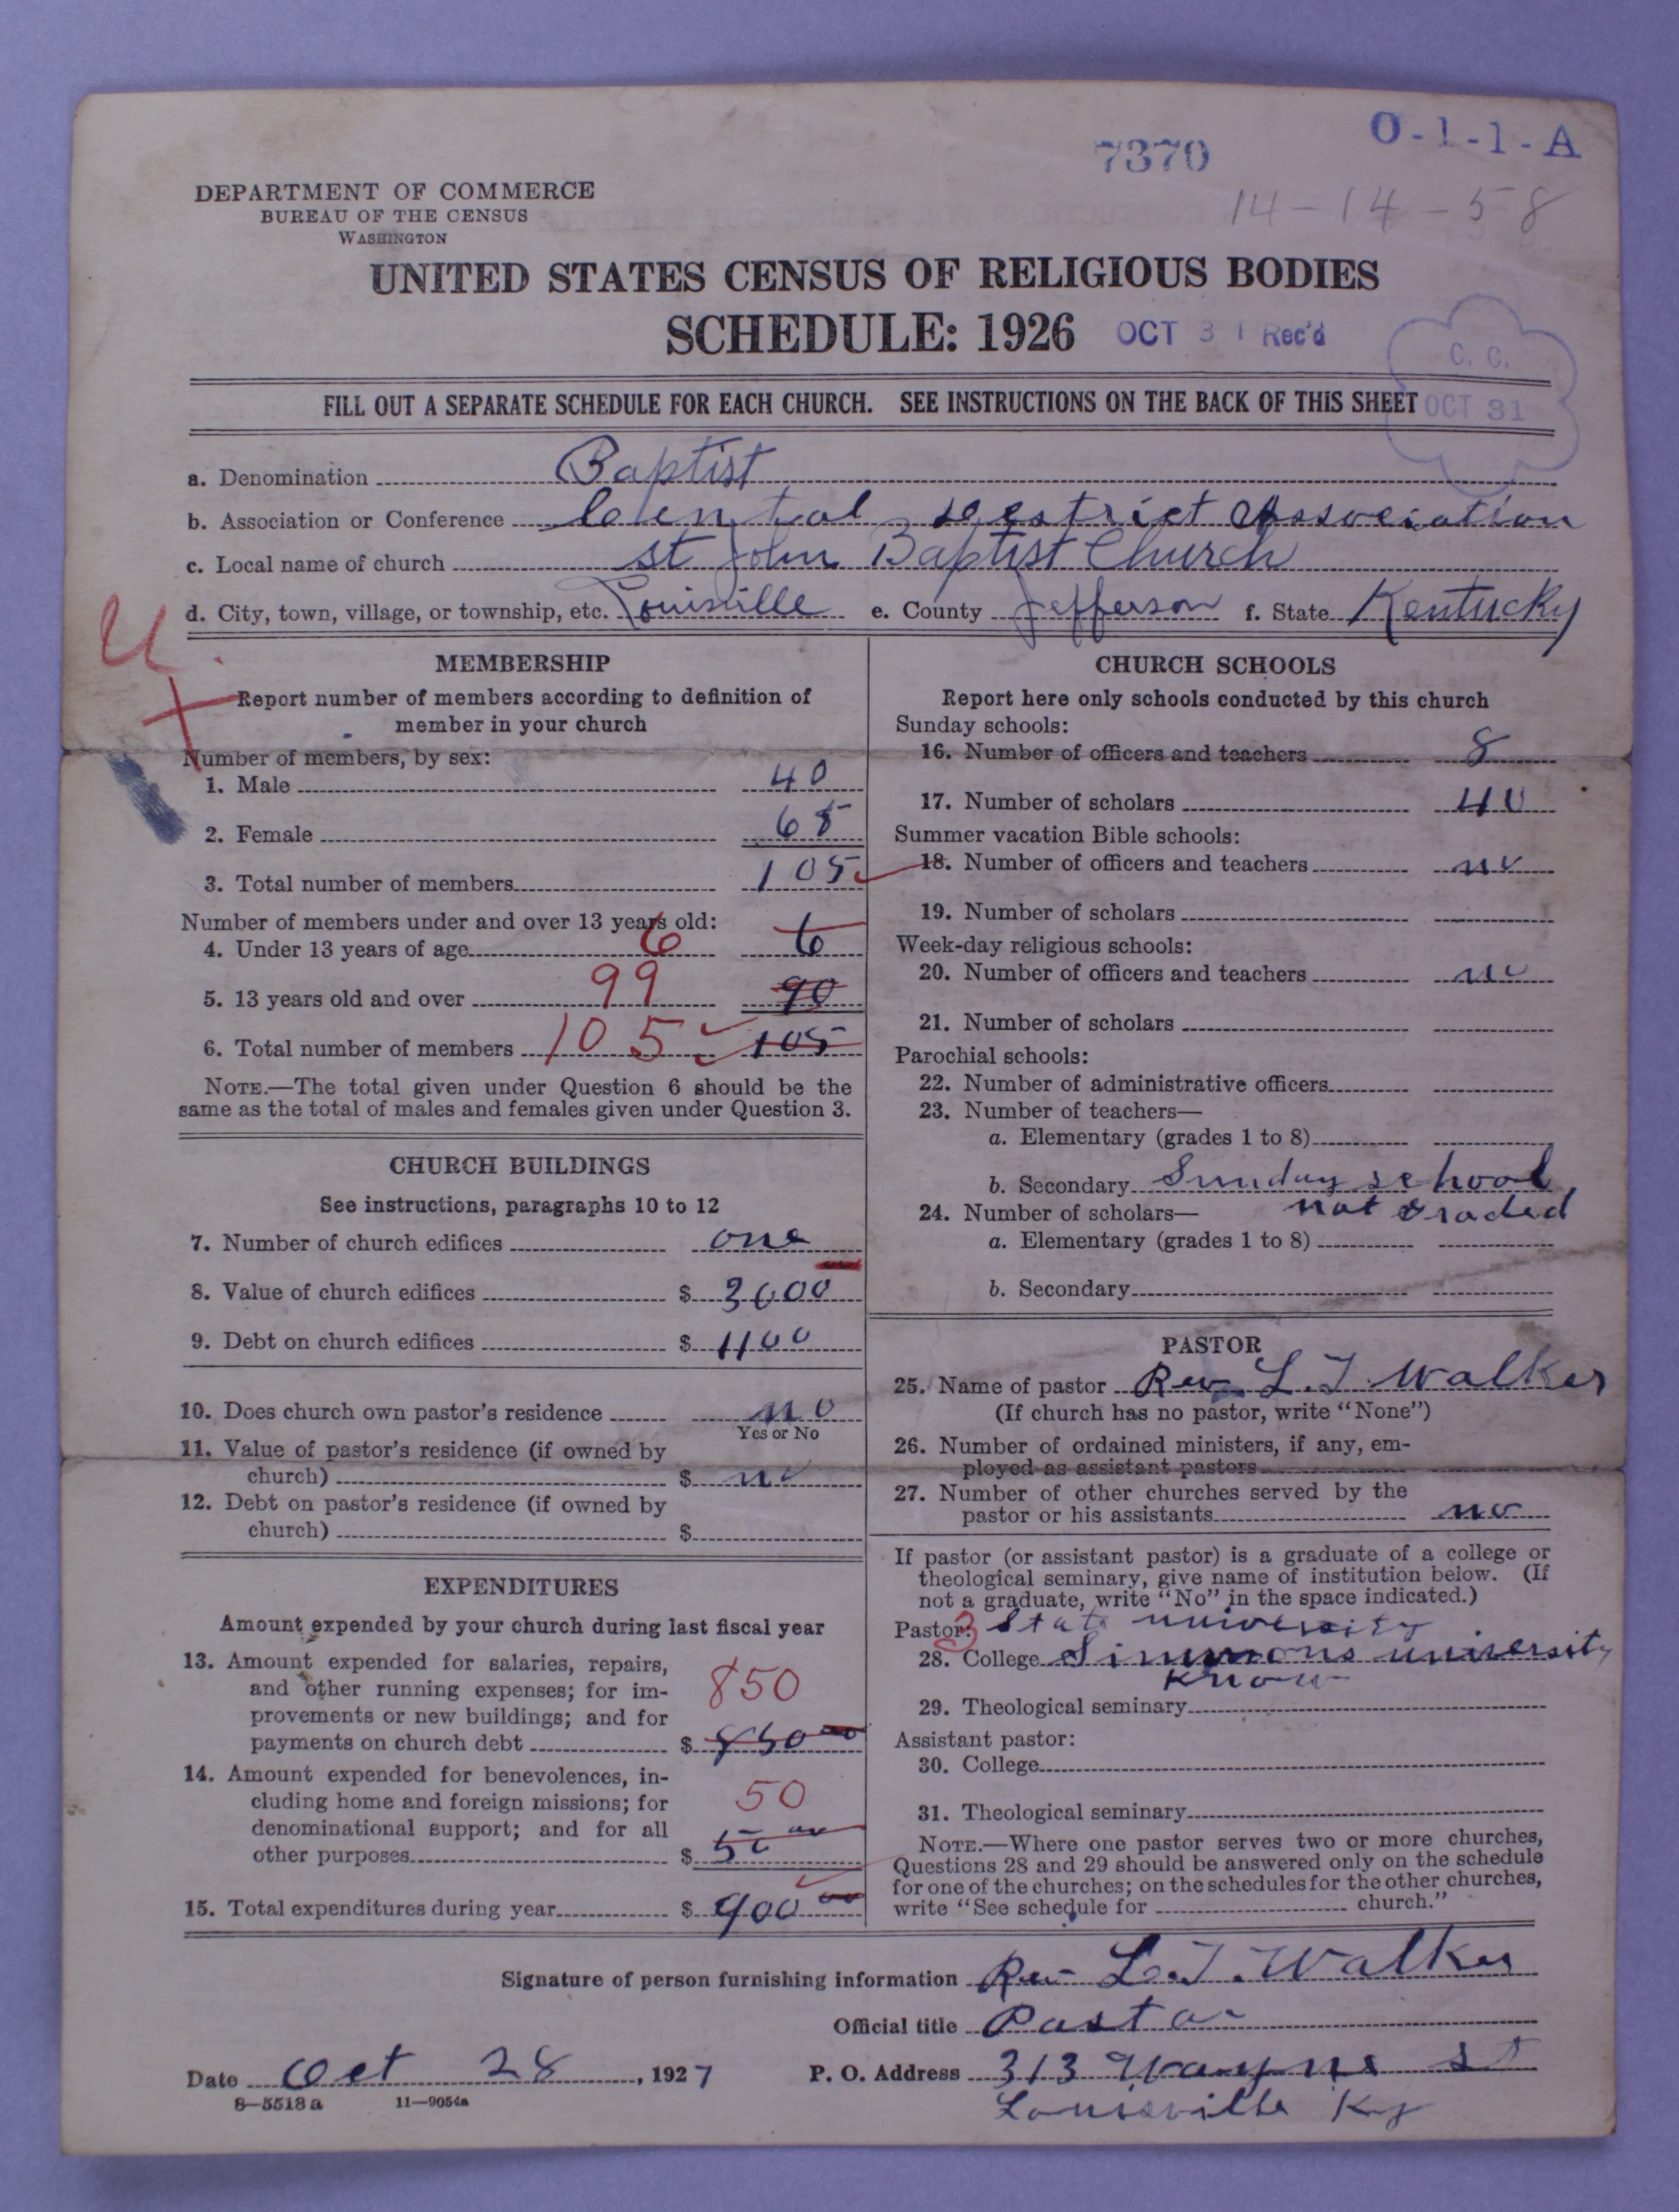 7370
O-1-1-A
14-14-58
DEPARTMENT OF COMMERCE
BUREAU OF THE CENSUS
WASHINGTON
UNITED STATES CENSUS OF RELIGIOUS BODIES
SCHEDULE: 1926 OCT 31 Rec'd
C. C.
OCT 31
FILL OUT A SEPARATE SCHEDULE FOR EACH CHURCH. SEE INSTRUCTIONS ON THE BACK OF THIS SHEET
a. Denomination Baptist
b. Association or Conference Central Destrict Association
c. Local name of church st John Baptist Church
d. City, town, village, or township, etc. Louisville e. County Jefferson f. State Kentucky
MEMBERSHIP
Report number of members according to definition of
member in your church
Number of members, by sex:
1. Male 40
2. Female 65
3. Total number of members 105
Number of members under and over 13 years old:
4. Under 13 years of age 6 6
5. 13 years old and over 99 90
6. Total number of members 105 105
NOTE.—The total given under Question 6 should be the
same as the total of males and females given under Question 3.
CHURCH BUILDINGS
See instructions, paragraphs 10 to 12
7. Number of church edifices one
8. Value of church edifices $ 3000
9. Debt on church edifices $ 1100
10. Does church own pastor's residence no
Yes or No
11. Value of pastor's residence (if owned by
church) $ no
12. Debt on pastor's residence (if owned by
church) $
EXPENDITURES
Amount expended by your church during last fiscal year
13. Amount expended for salaries, repairs,
and other running expenses; for im-
provements or new buildings; and for
payments on church debt $ 850 850 00
14. Amount expended for benevolences, in-
cluding home and foreign missions; for
denominational support; and for all
other purposes $ 50 50 00
15. Total expenditures during year $ 900 00
CHURCH SCHOOLS
Report here only schools conducted by this church
Sunday schools:
16. Number of officers and teachers 8
17. Number of scholars 40
Summer vacation Bible schools:
18. Number of officers and teachers no
19. Number of scholars
Week-day religious schools:
20. Number of officers and teachers no
21. Number of scholars
Parochial schools:
22. Number of administrative officers
23. Number of teachers—
a. Elementary (grades 1 to 8)
b. Secondary Sunday school
24. Number of scholars— not graded
a. Elementary (grades 1 to 8)
b. Secondary
PASTOR
25. Name of pastor Rev. L. T. Walker
(If church has no pastor, write "None")
26. Number of ordained ministers, if any, em-
ployed as assistant pastors
27. Number of other churches served by the
pastor or his assistants no
If pastor (or assistant pastor) is a graduate of a college or
theological seminary, give name of institution below. (If
not a graduate, write "No" in the space indicated.)
Pastor: 3 State university
28. College Simmons university
know
29. Theological seminary
Assistant pastor:
30. College
31. Theological seminary
NOTE.—Where one pastor serves two or more churches,
Questions 28 and 29 should be answered only on the schedule
for one of the churches; on the schedules for the other churches,
write "See schedule for church."
Signature of person furnishing information Rev L. T. Walker
Official title Pastor
Date Oct 28, 1927 P. O. Address 313 Wayne st
Louisville Ky
8-5518a 11—9054a